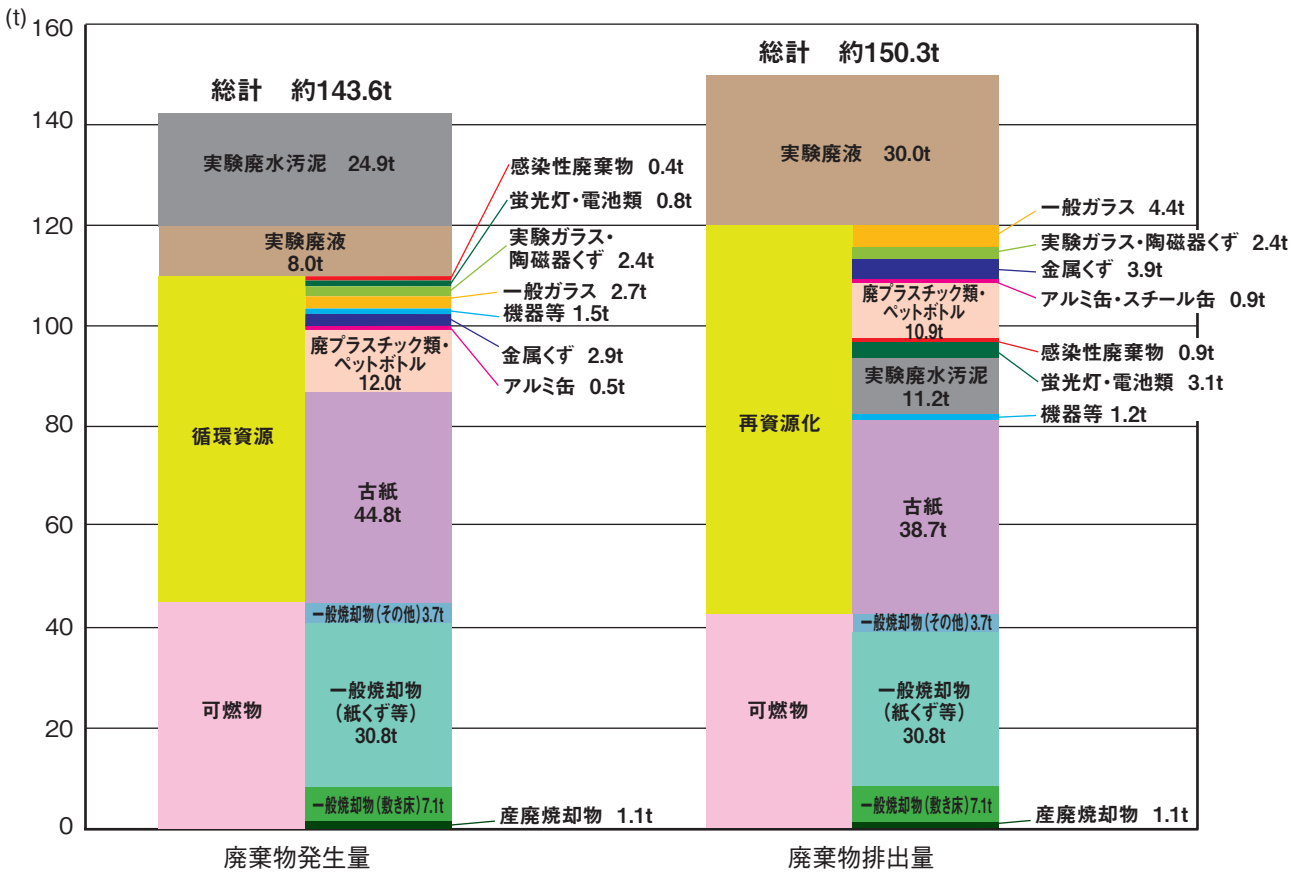 (t)
160
140
120
100
80
60
40
20
0
総計 約143.6t
実験廃水汚泥 24.9t
実験廃液
8.0t
循環資源
可燃物
感染性廃棄物 0.4t
蛍光灯・電池類 0.8t
実験ガラス・
陶磁器くず 2.4t
一般ガラス 2.7t
機器等 1.5t
金属くず 2.9t
アルミ缶 0.5t
廃プラスチック類・
ペットボトル
12.0t
古紙
44.8t
一般焼却物(その他)3.7t
一般焼却物
(紙くず等)
30.8t
一般焼却物(敷き床)7.1t
産廃焼却物 1.1t
廃棄物発生量
総計 約150.3t
実験廃液 30.0t
再資源化
可燃物
一般ガラス 4.4t
実験ガラス・陶磁器くず 2.4t
金属くず 3.9t
アルミ缶・スチール缶 0.9t
廃プラスチック類・
ペットボトル
10.9t
感染性廃棄物 0.9t
蛍光灯・電池類 3.1t
実験廃水汚泥
11.2t
機器等 1.2t
古紙
38.7t
一般焼却物(その他)3.7t
一般焼却物
(紙くず等)
30.8t
一般焼却物(敷き床)7.1t
産廃焼却物 1.1t
廃棄物排出量